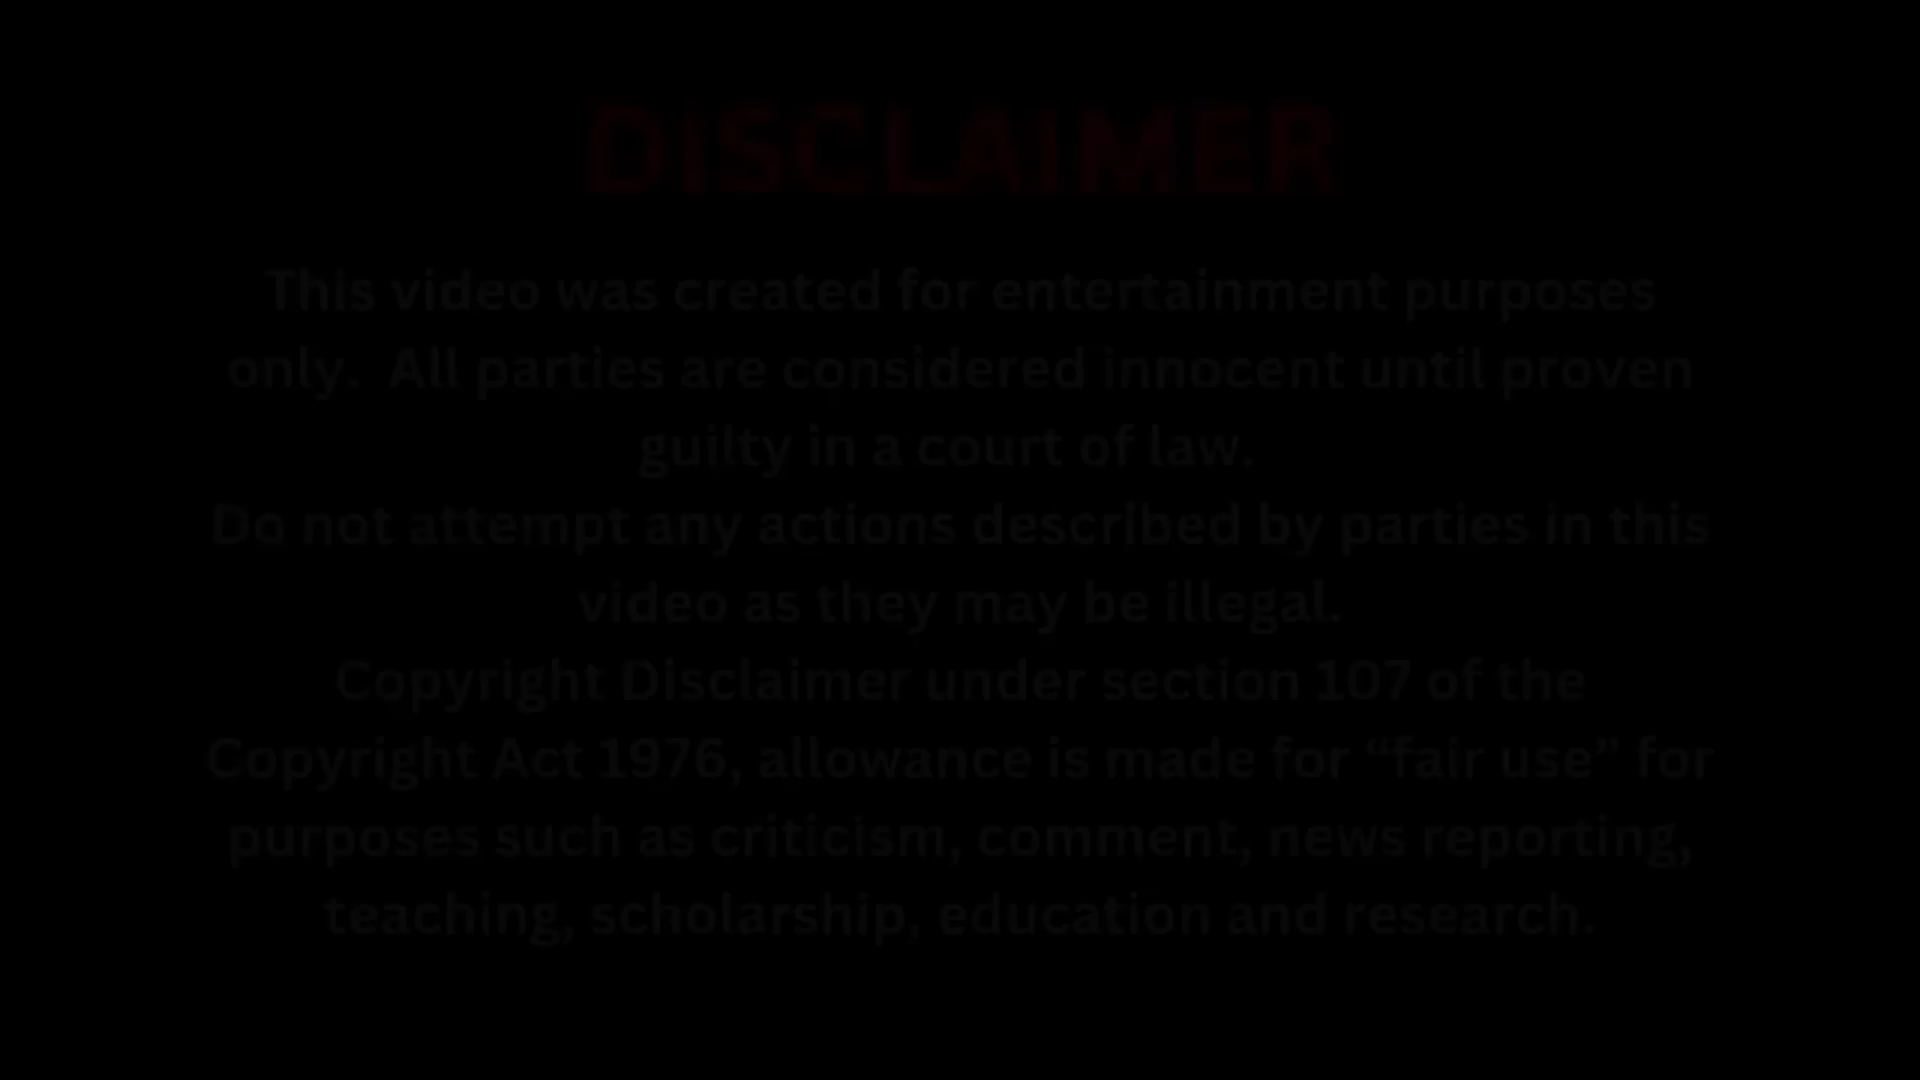 DISCLAIMER
This video was created for entertainment purposes
only.  All parties are considered innocent until proven
guilty in a court of law.
Do not attempt any actions described by parties in this
video as they may be illegal.
Copyright Disclaimer under section 107 of the
Copyright Act 1976, allowance is made for “fair use” for
purposes such as criticism, comment, news reporting,
teaching, scholarship, education and research.